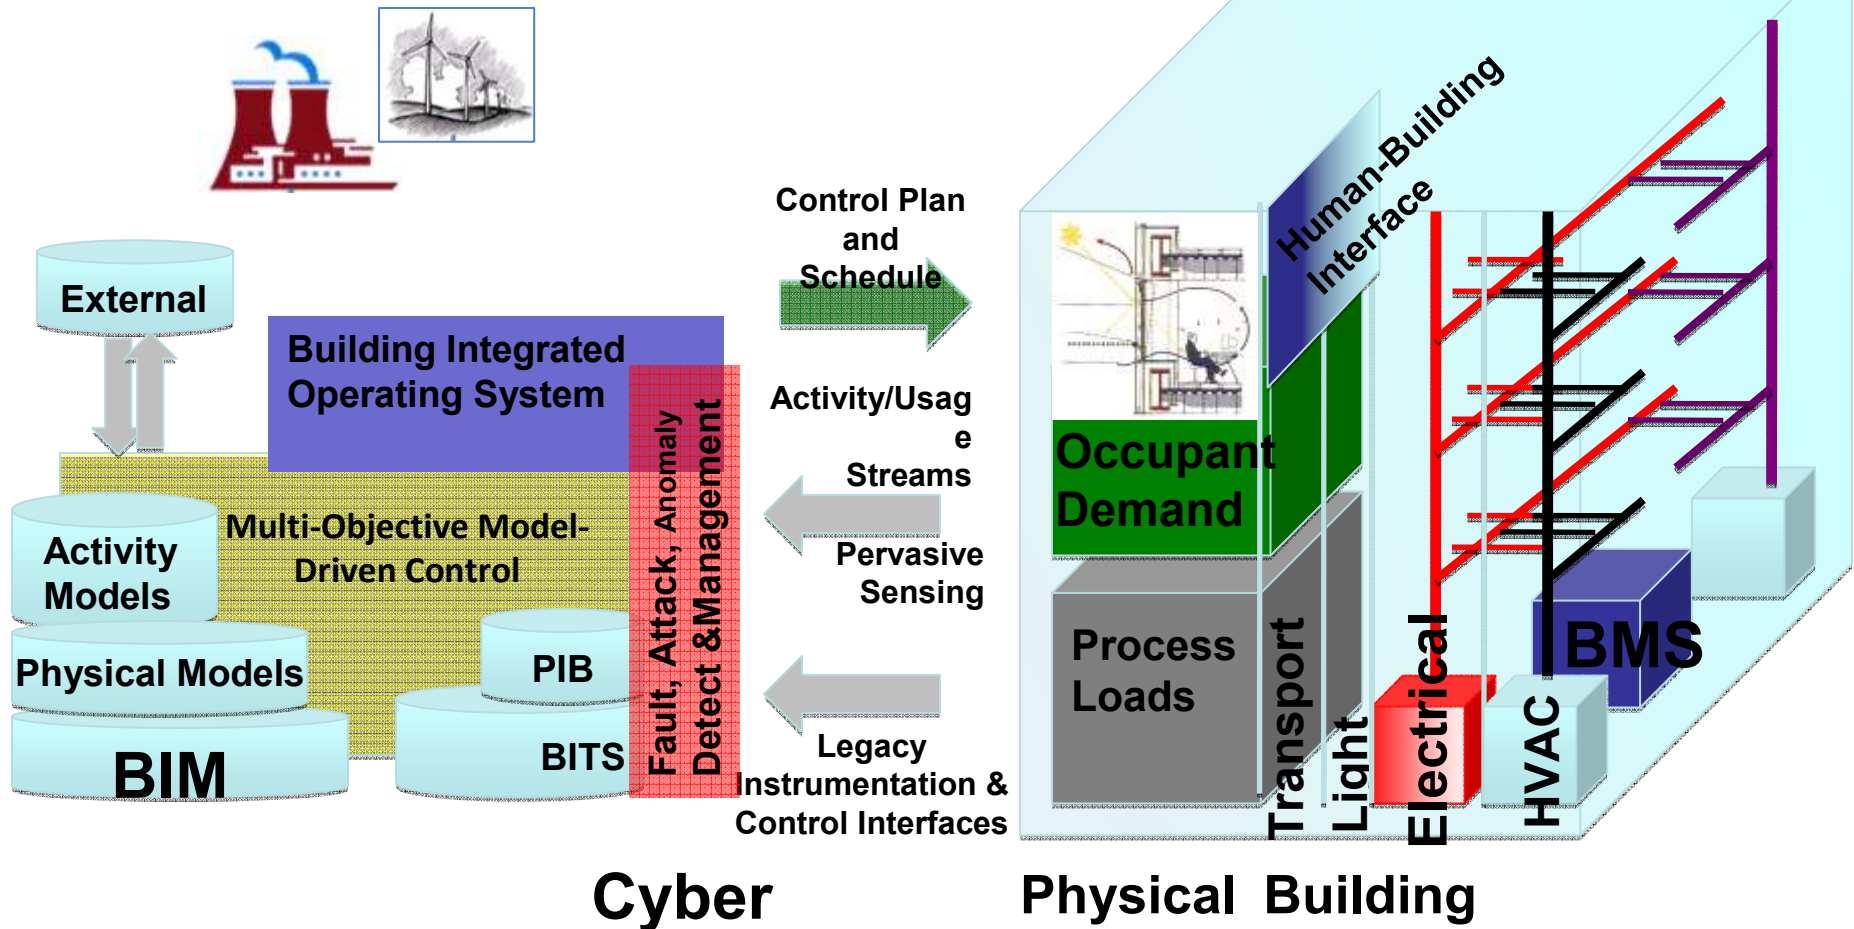 Control Plan
and
Schedule
External
Building Integrated
Operating System
Activity/Usag
e
Streams
Multi-Objective Model-
Driven Control
Activity
Models
Physical Models
BIM
PIB
BITS
Fault, Attack, Anomaly
Detect &Management
Pervasive
Sensing
Legacy
Instrumentation &
Control Interfaces
Human-Building
Interface
Occupant
Demand
Process
Loads
Transport
Light
Electrical
HVAC
BMS
Cyber
Physical Building